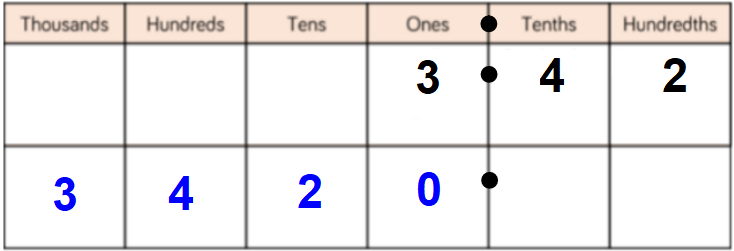 Thousands Hundreds Tens Ones • Tenths Hundredths
3 • 4 2
3 4 2 0 •